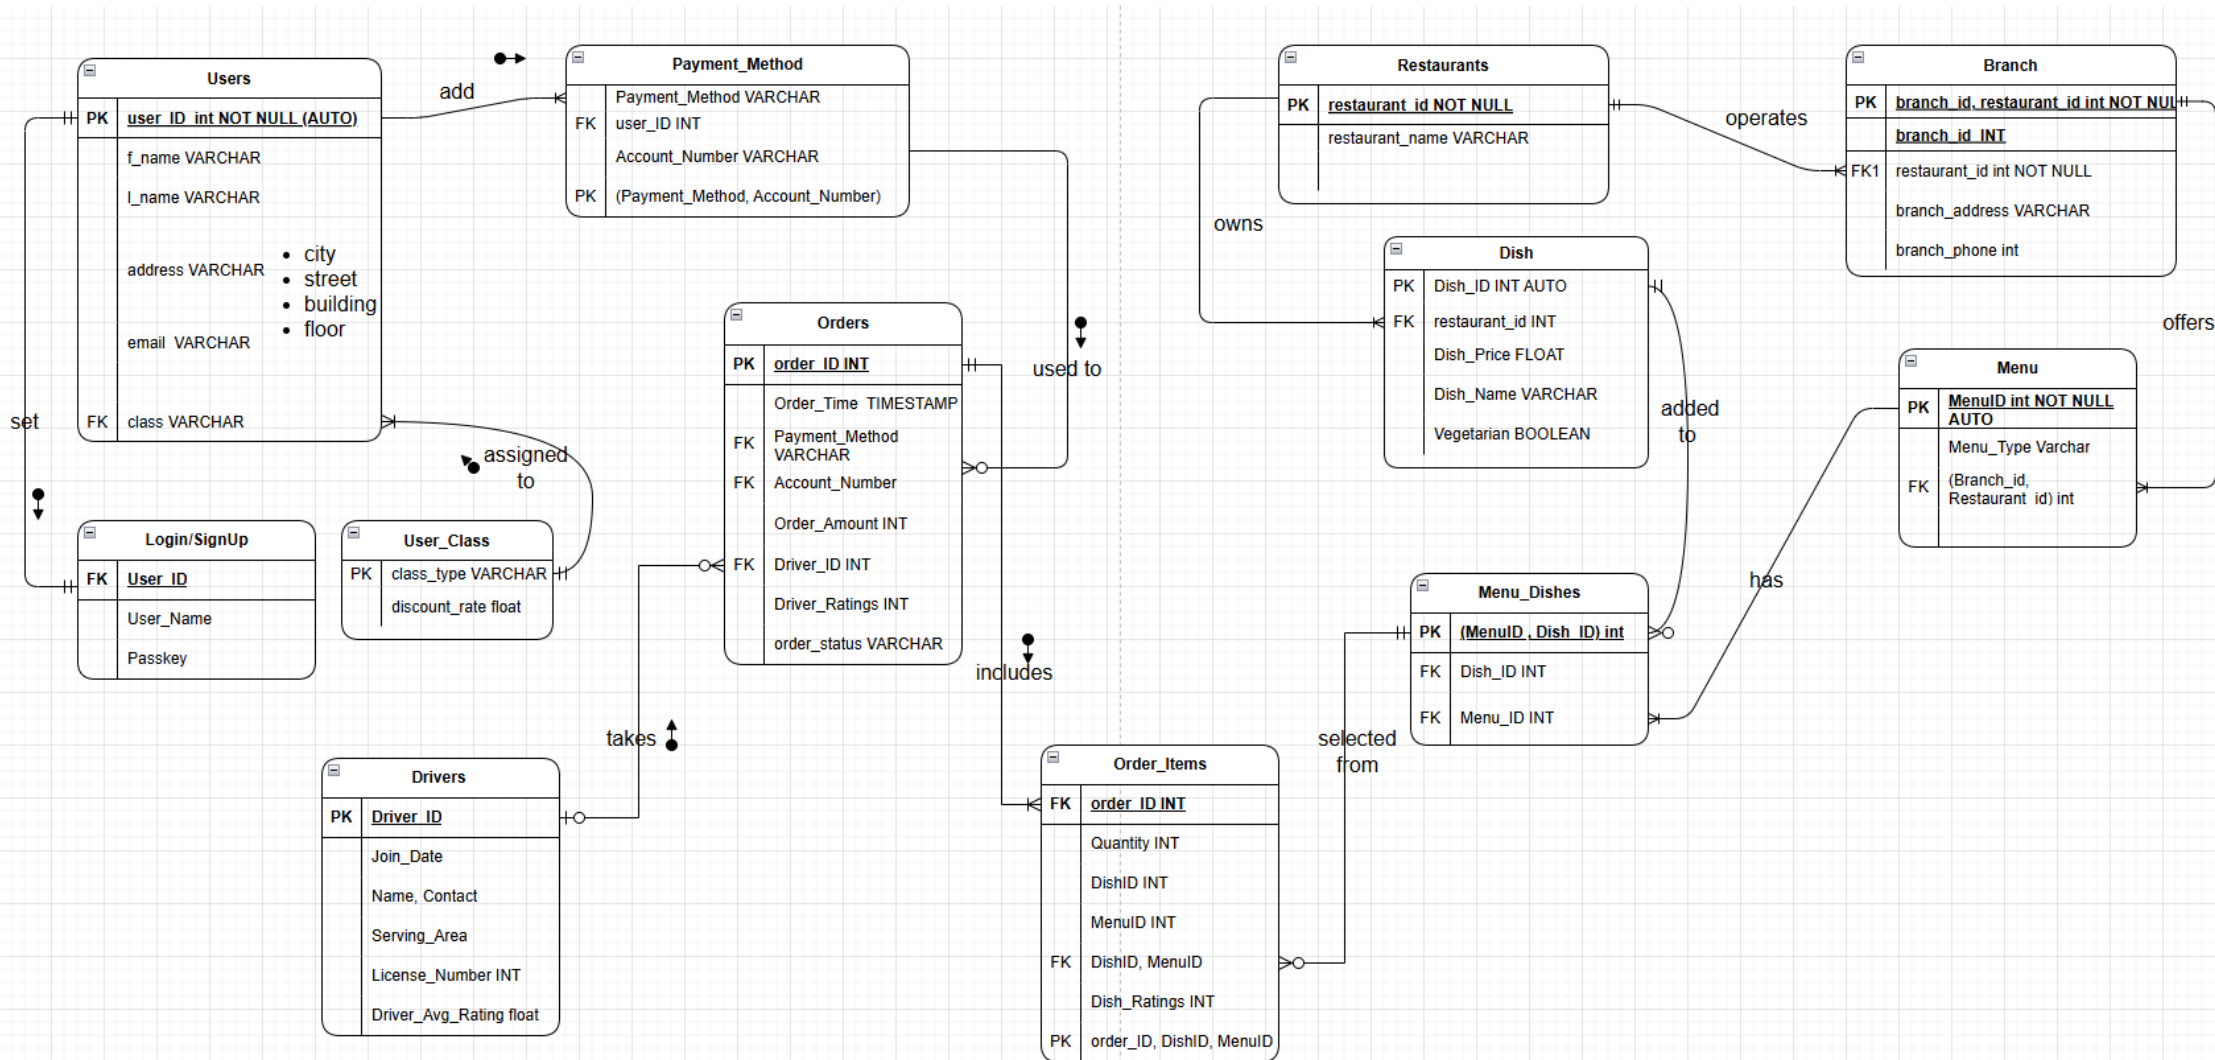 Users
PK user_ID int NOT NULL (AUTO)
f_name VARCHAR
l_name VARCHAR
address VARCHAR
• city
• street
• building
• floor
email VARCHAR
FK class VARCHAR
add
Payment_Method
Payment_Method VARCHAR
FK user_ID INT
Account_Number VARCHAR
PK (Payment_Method, Account_Number)
Restaurants
PK restaurant_id NOT NULL
restaurant_name VARCHAR
operates
Branch
PK branch_id, restaurant_id int NOT NUL
branch_id INT
FK1 restaurant_id int NOT NULL
branch_address VARCHAR
branch_phone int
owns
Dish
PK Dish_ID INT AUTO
FK restaurant_id INT
Dish_Price FLOAT
Dish_Name VARCHAR
Vegetarian BOOLEAN
offers
added
to
Menu
PK MenuID int NOT NULL
AUTO
Menu_Type Varchar
FK (Branch_id,
Restaurant_id) int
Orders
PK order_ID INT
Order_Time TIMESTAMP
FK Payment_Method
VARCHAR
FK Account_Number
Order_Amount INT
FK Driver_ID INT
Driver_Ratings INT
order_status VARCHAR
used to
set
assigned
to
Login/SignUp
FK User_ID
User_Name
Passkey
User_Class
PK class_type VARCHAR
discount_rate float
has
Menu_Dishes
PK (MenuID , Dish_ID) int
FK Dish_ID INT
FK Menu_ID INT
includes
takes
selected
from
Drivers
PK Driver_ID
Join_Date
Name, Contact
Serving_Area
License_Number INT
Driver_Avg_Rating float
Order_Items
FK order_ID INT
Quantity INT
DishID INT
MenuID INT
FK DishID, MenuID
Dish_Ratings INT
PK order_ID, DishID, MenuID